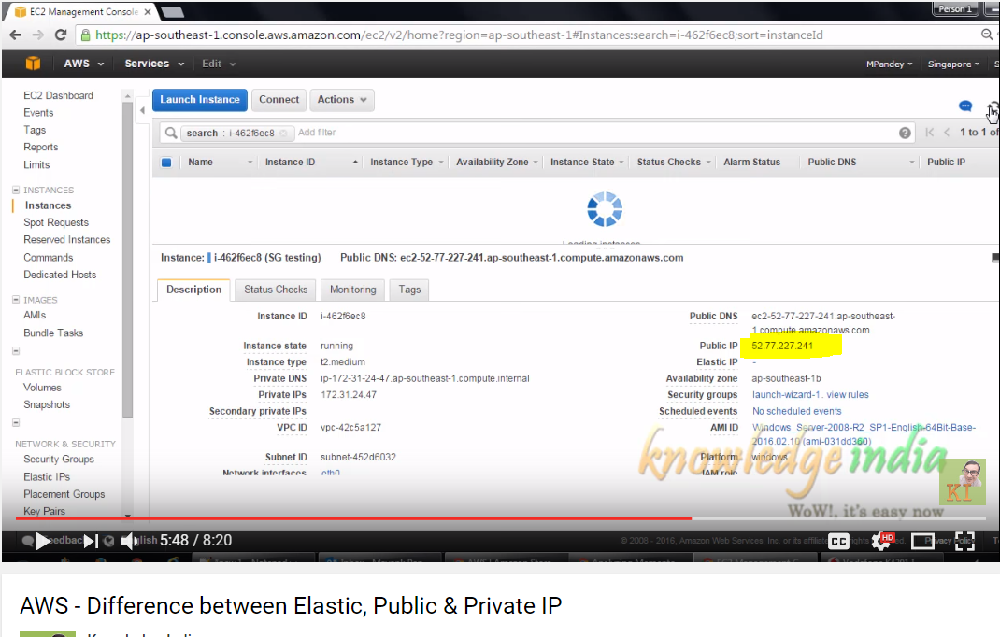 EC2 Management Console
Person 1
https://ap-southeast-1.console.aws.amazon.com/ec2/v2/home?region=ap-southeast-1#Instances:search=i-462f6ec8;sort=instanceId
AWS Services Edit MPandey Singapore S
EC2 Dashboard
Events
Tags
Reports
Limits
INSTANCES
Instances
Spot Requests
Reserved Instances
Commands
Dedicated Hosts
IMAGES
AMIs
Bundle Tasks
ELASTIC BLOCK STORE
Volumes
Snapshots
NETWORK & SECURITY
Security Groups
Elastic IPs
Placement Groups
Key Pairs
Launch Instance Connect Actions
search : i-462f6ec8 Add filter 1 to 1 of
Name Instance ID Instance Type Availability Zone Instance State Status Checks Alarm Status Public DNS Public IP
Loading instances
Instance: i-462f6ec8 (SG testing) Public DNS: ec2-52-77-227-241.ap-southeast-1.compute.amazonaws.com
Description Status Checks Monitoring Tags
Instance ID i-462f6ec8
Instance state running
Instance type t2.medium
Private DNS ip-172-31-24-47.ap-southeast-1.compute.internal
Private IPs 172.31.24.47
Secondary private IPs
VPC ID vpc-42c5a127
Subnet ID subnet-452d6032
Network interfaces eth0
Public DNS ec2-52-77-227-241.ap-southeast-
1.compute.amazonaws.com
Public IP 52.77.227.241
Elastic IP -
Availability zone ap-southeast-1b
Security groups launch-wizard-1. view rules
Scheduled events No scheduled events
AMI ID Windows_Server-2008-R2_SP1-English-64Bit-Base-
2016.02.10 (ami-031dd360)
Platform windows
IAM role -
knowledge india
KI
WoW!, it's easy now
Feedback English 5:48 / 8:20
© 2008 - 2016, Amazon Web Services, Inc. or its affiliates. Privacy Policy
CC HD
AWS - Difference between Elastic, Public & Private IP